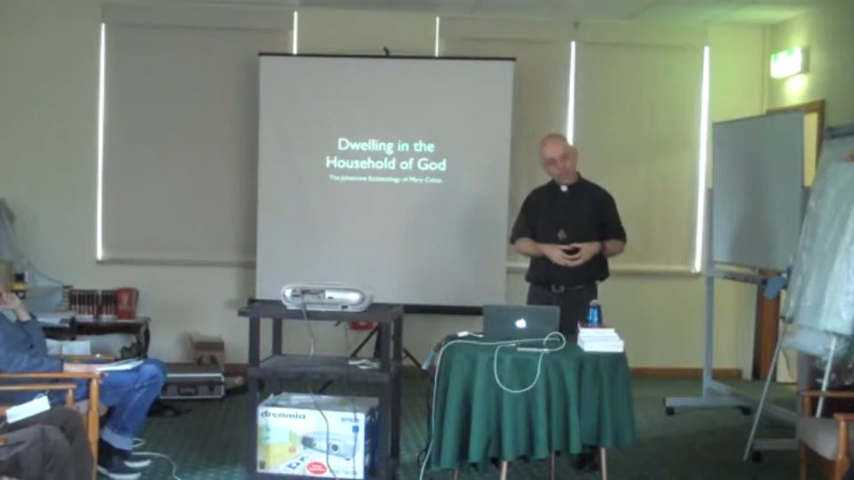 Dwelling in the
Household of God
The Johannine Ecclesiology of Mary Coloe
dreamio